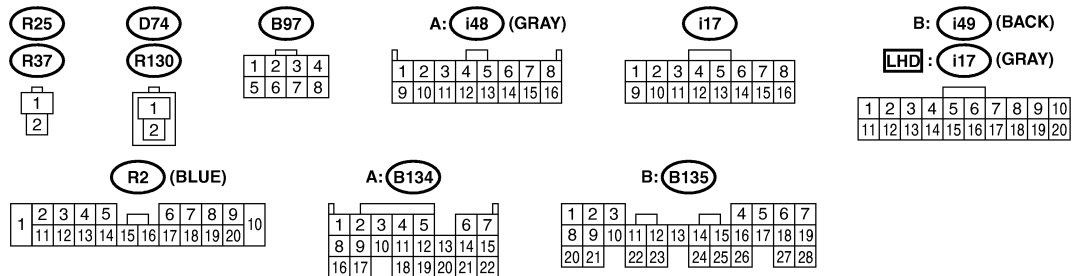 R25 D74 B97 A: i48 (GRAY) i17 B: i49 (BACK)
R37 R130 LHD : i17 (GRAY)
1 2
1 2
1 2 3 4
5 6 7 8
1 2 3 4 5 6 7 8
9 10 11 12 13 14 15 16
1 2 3 4 5 6 7 8
9 10 11 12 13 14 15 16
1 2 3 4 5 6 7 8 9 10
11 12 13 14 15 16 17 18 19 20
R2 (BLUE) A: B134 B: B135
1 2 3 4 5 6 7 8 9 10
11 12 13 14 15 16 17 18 19 20
1 2 3 4 5 6 7
8 9 10 11 12 13 14 15
16 17 18 19 20 21 22
1 2 3 4 5 6 7
8 9 10 11 12 13 14 15 16 17 18 19
20 21 22 23 24 25 26 27 28